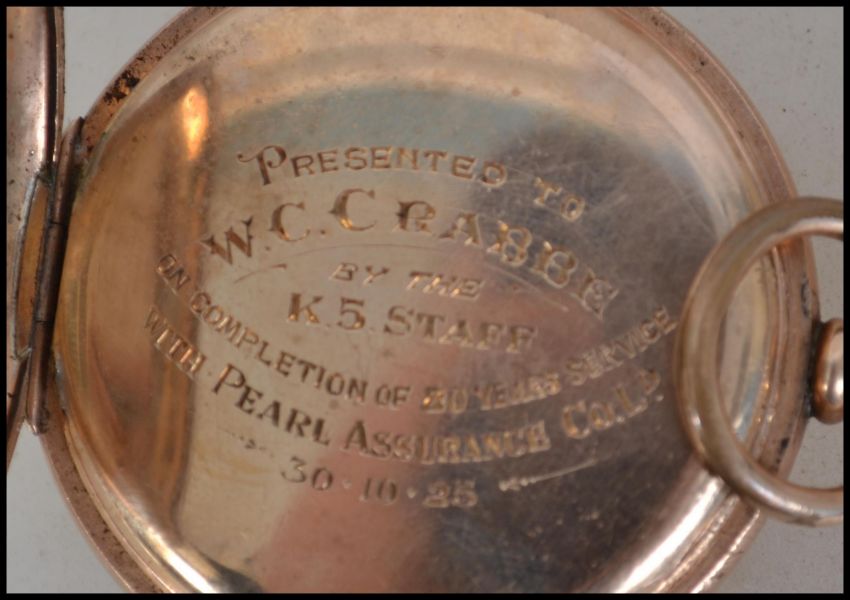 PRESENTED TO
W.C.CRABBE
BY THE
K.5.STAFF
ON COMPLETION OF 20 YEARS SERVICE
WITH PEARL ASSURANCE CO. LD
30·10·25